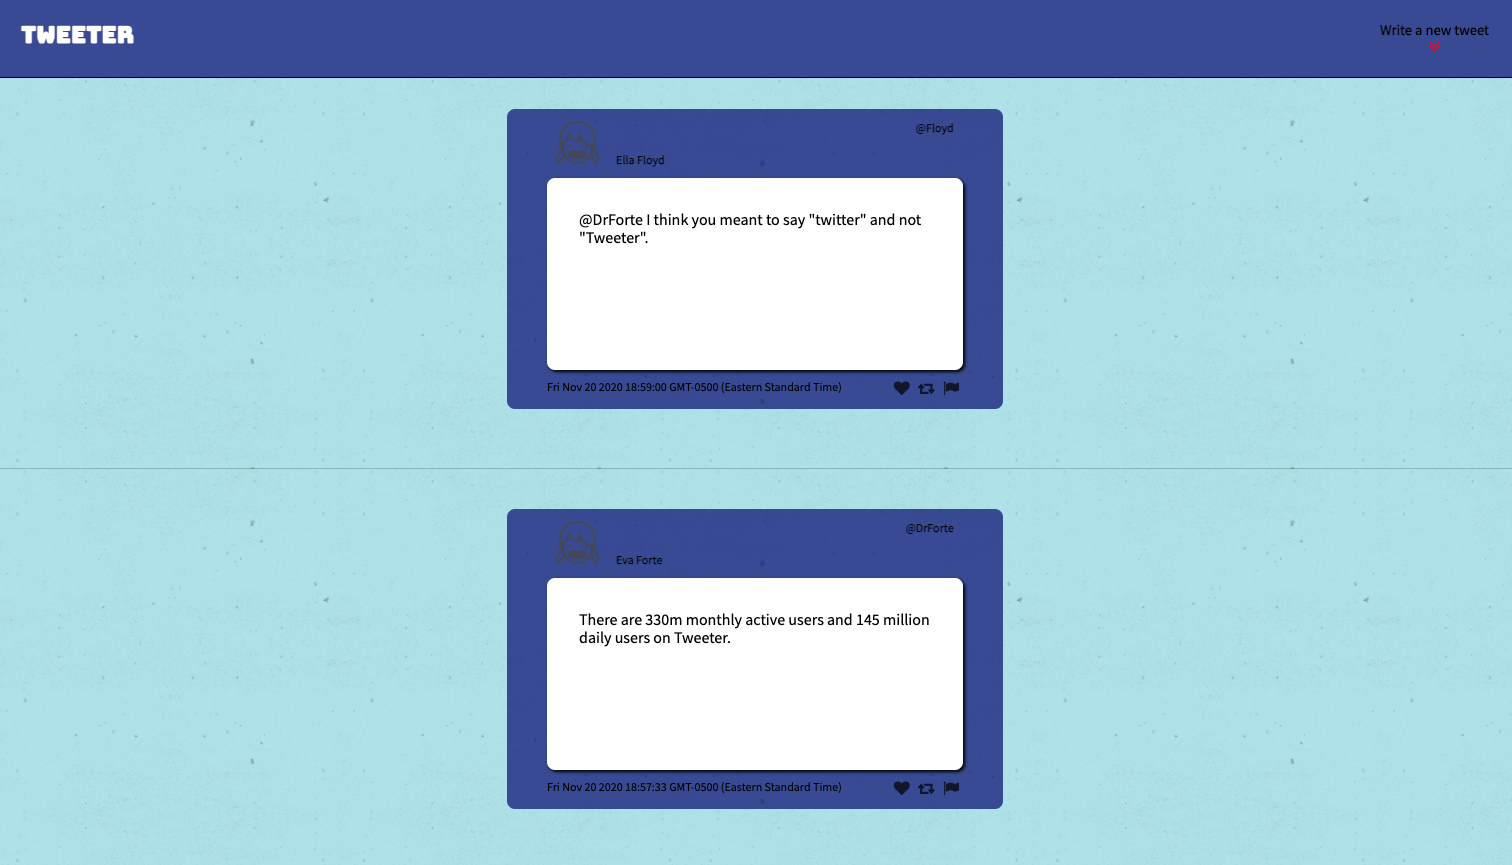 TWEETER
Write a new tweet
@Floyd
Ella Floyd
@DrForte I think you meant to say "twitter" and not
"Tweeter".
Fri Nov 20 2020 18:59:00 GMT-0500 (Eastern Standard Time)
@DrForte
Eva Forte
There are 330m monthly active users and 145 million
daily users on Tweeter.
Fri Nov 20 2020 18:57:33 GMT-0500 (Eastern Standard Time)